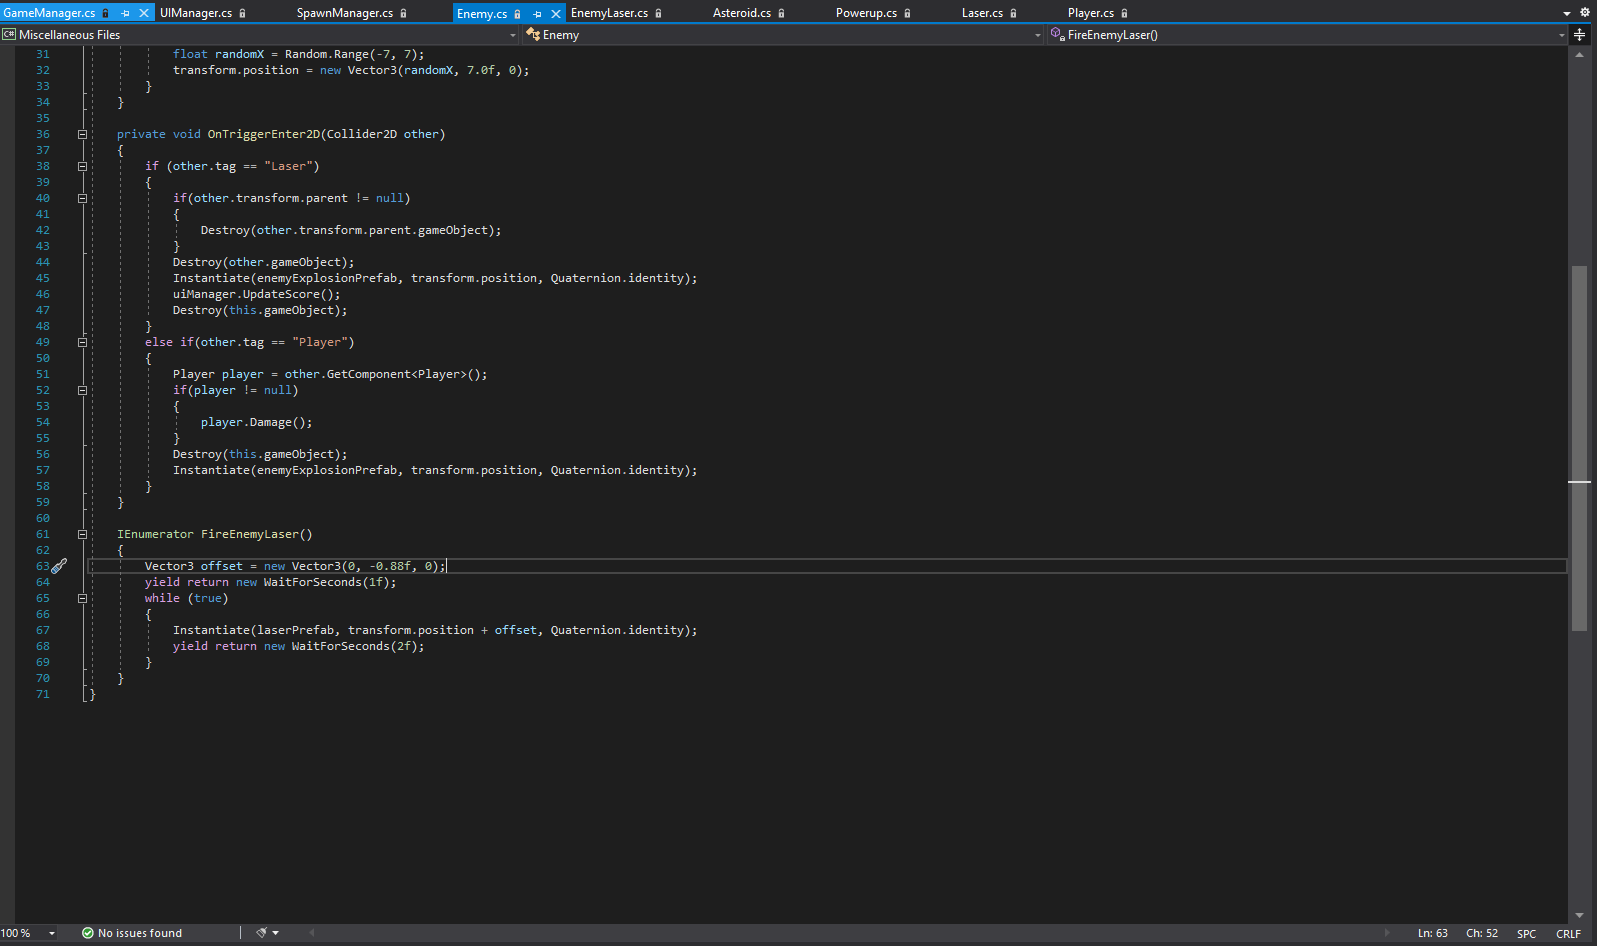 GameManager.cs UIManager.cs SpawnManager.cs Enemy.cs EnemyLaser.cs Asteroid.cs Powerup.cs Laser.cs Player.cs
C# Miscellaneous Files Enemy FireEnemyLaser()
31 float randomX = Random.Range(-7, 7);
32 transform.position = new Vector3(randomX, 7.0f, 0);
33 }
34 }
35
36 private void OnTriggerEnter2D(Collider2D other)
37 {
38 if (other.tag == "Laser")
39 {
40 if(other.transform.parent != null)
41 {
42 Destroy(other.transform.parent.gameObject);
43 }
44 Destroy(other.gameObject);
45 Instantiate(enemyExplosionPrefab, transform.position, Quaternion.identity);
46 uiManager.UpdateScore();
47 Destroy(this.gameObject);
48 }
49 else if(other.tag == "Player")
50 {
51 Player player = other.GetComponent<Player>();
52 if(player != null)
53 {
54 player.Damage();
55 }
56 Destroy(this.gameObject);
57 Instantiate(enemyExplosionPrefab, transform.position, Quaternion.identity);
58 }
59 }
60
61 IEnumerator FireEnemyLaser()
62 {
63 Vector3 offset = new Vector3(0, -0.88f, 0);
64 yield return new WaitForSeconds(1f);
65 while (true)
66 {
67 Instantiate(laserPrefab, transform.position + offset, Quaternion.identity);
68 yield return new WaitForSeconds(2f);
69 }
70 }
71 }
100 % No issues found Ln: 63 Ch: 52 SPC CRLF